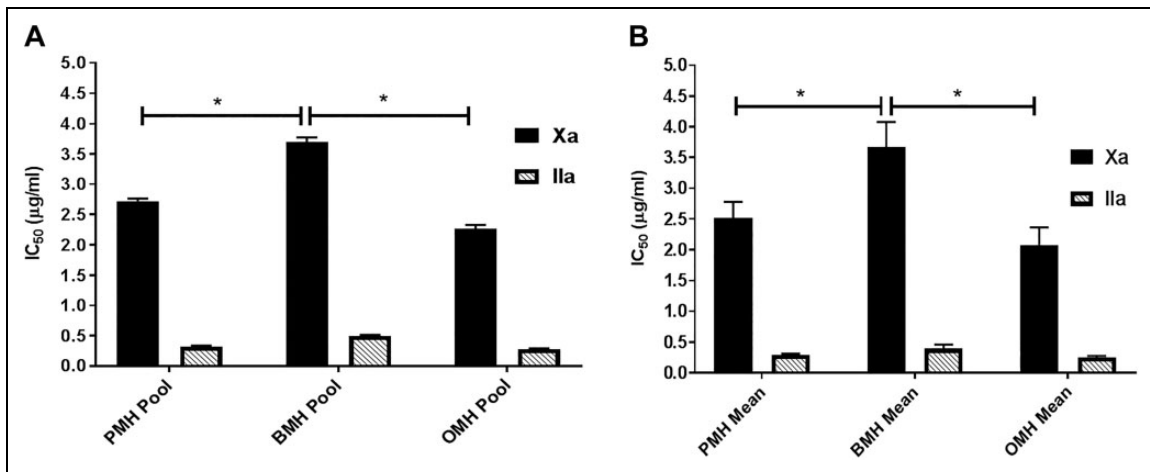 A
5.0
4.5
4.0
3.5
3.0
2.5
2.0
1.5
1.0
0.5
0.0
IC50 (µg/ml)
*
*
Xa
IIa
PMH Pool
BMH Pool
OMH Pool
B
5.0
4.5
4.0
3.5
3.0
2.5
2.0
1.5
1.0
0.5
0.0
IC50 (µg/ml)
*
*
Xa
IIa
PMH Mean
BMH Mean
OMH Mean